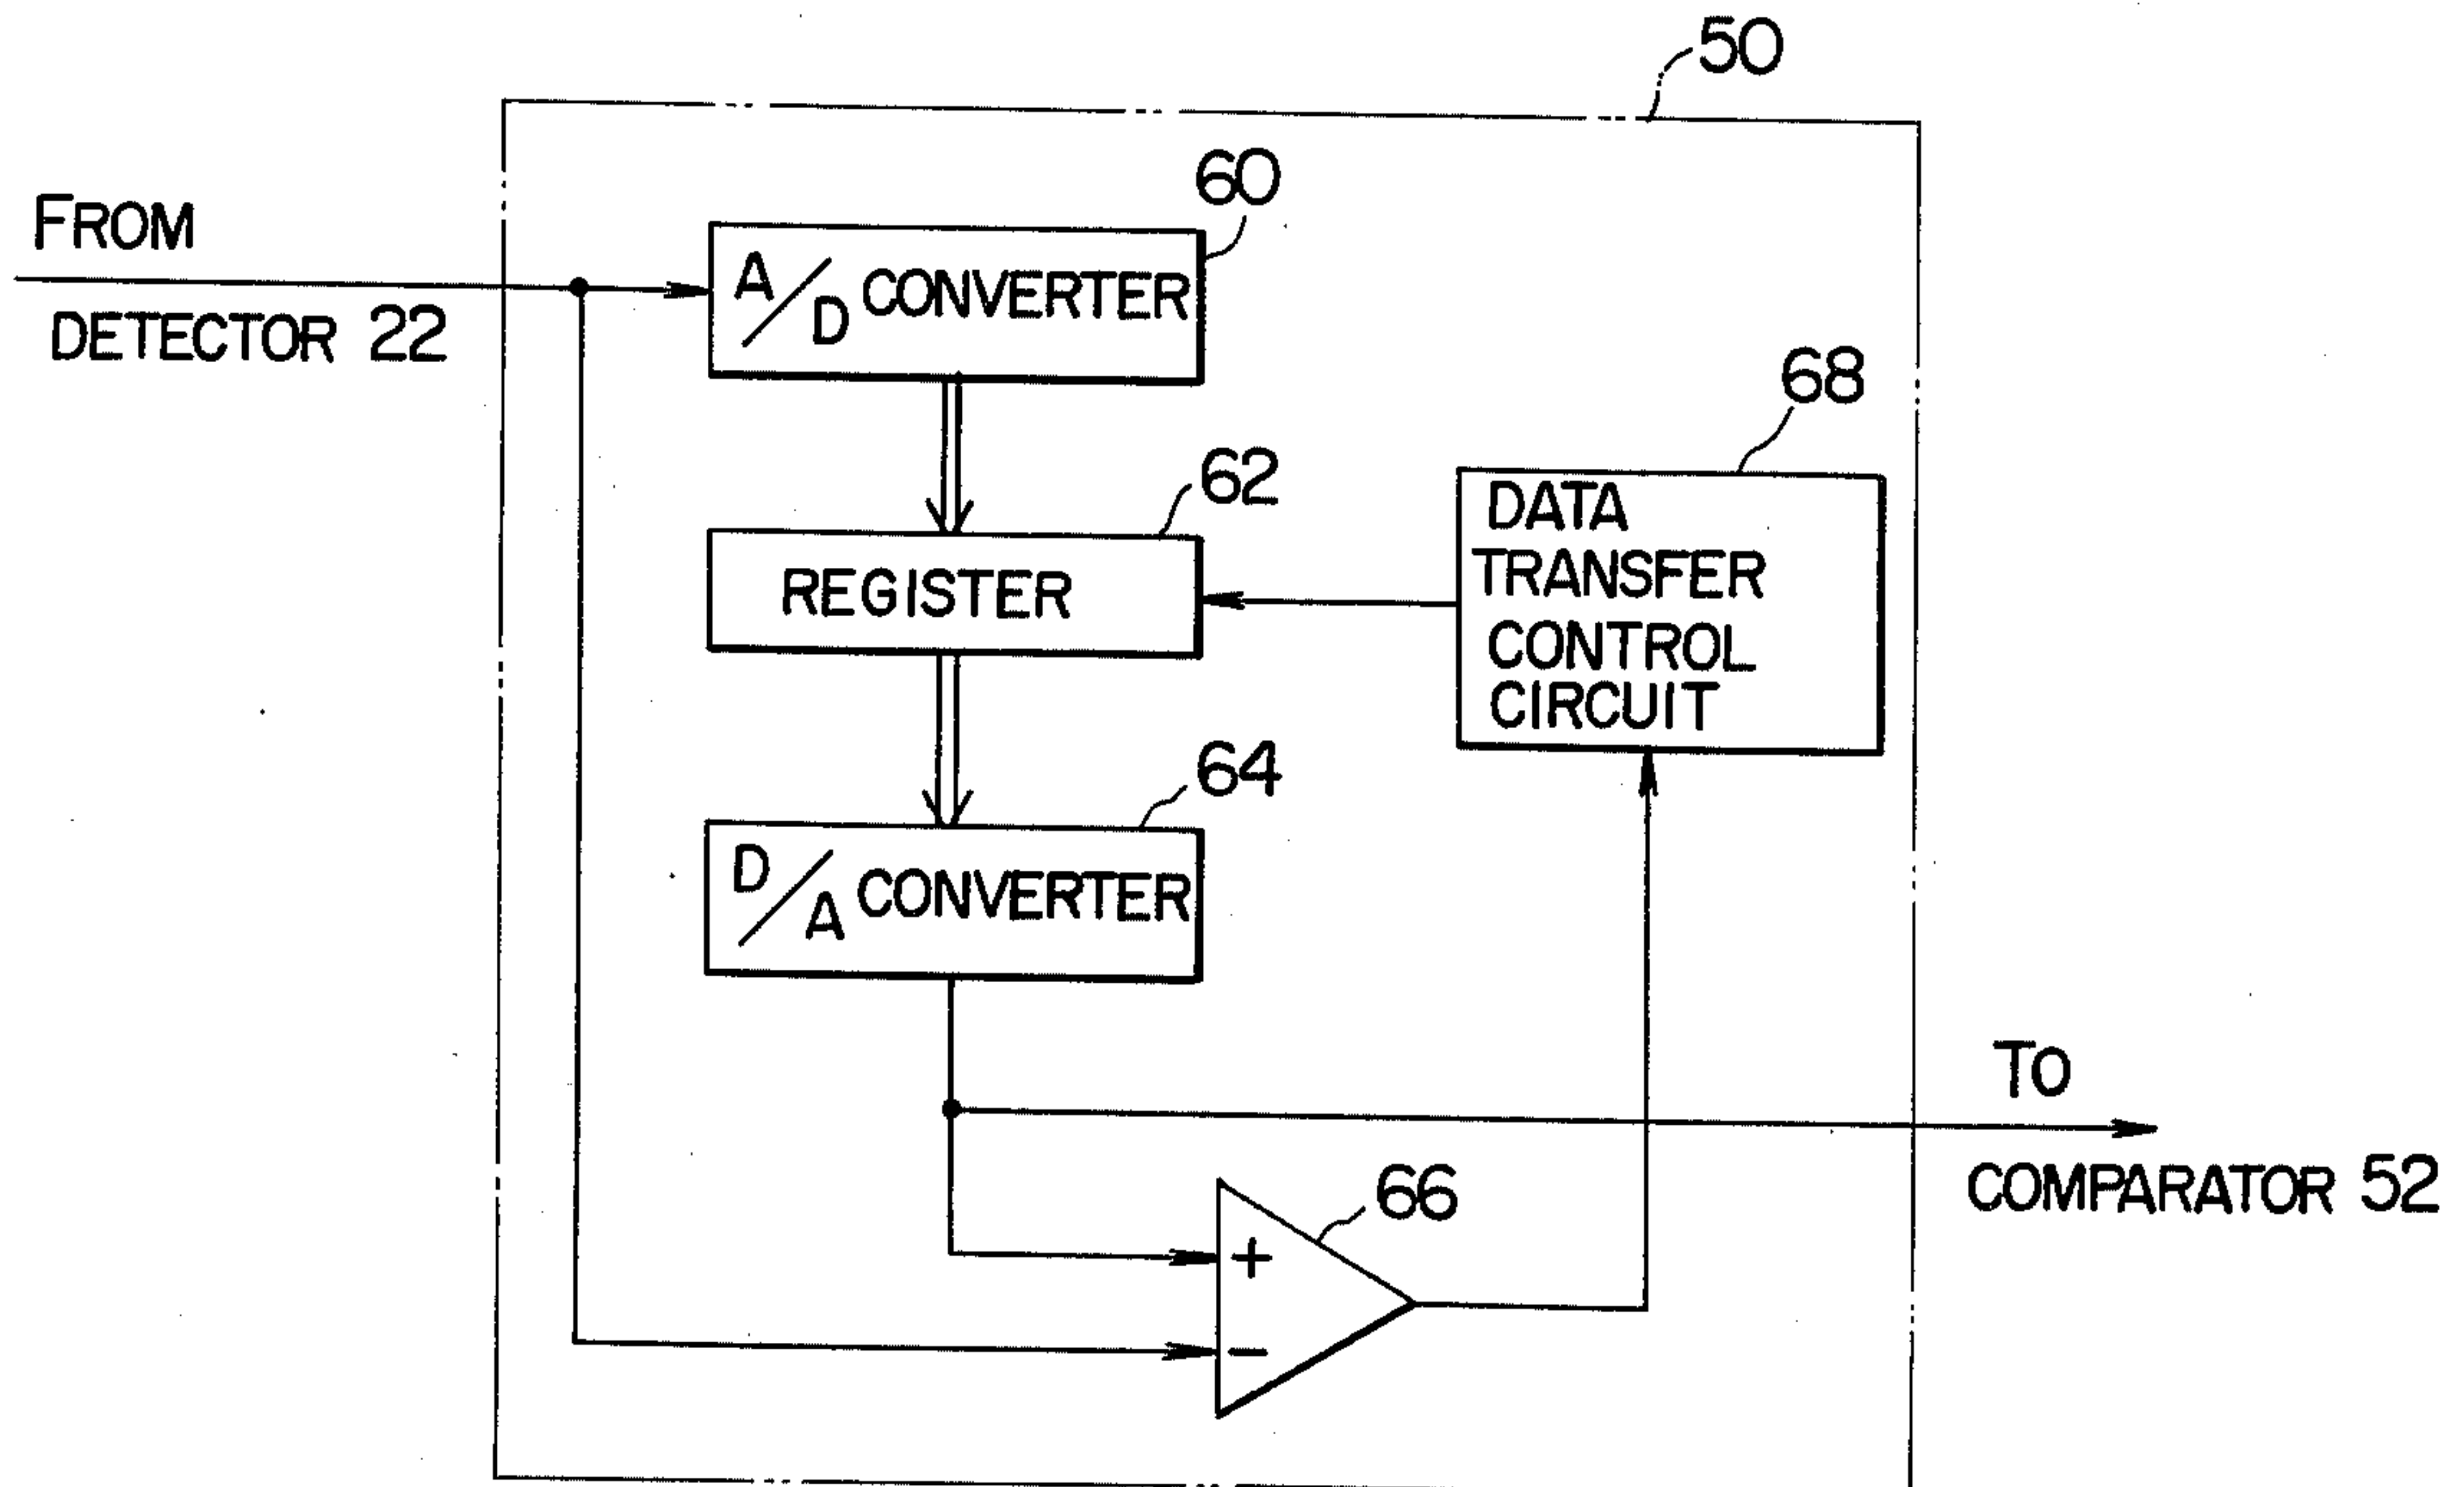 50
60
FROM
DETECTOR 22
A/D CONVERTER
68
62
DATA
TRANSFER
CONTROL
CIRCUIT
REGISTER
64
D/A CONVERTER
TO
COMPARATOR 52
66
+
−